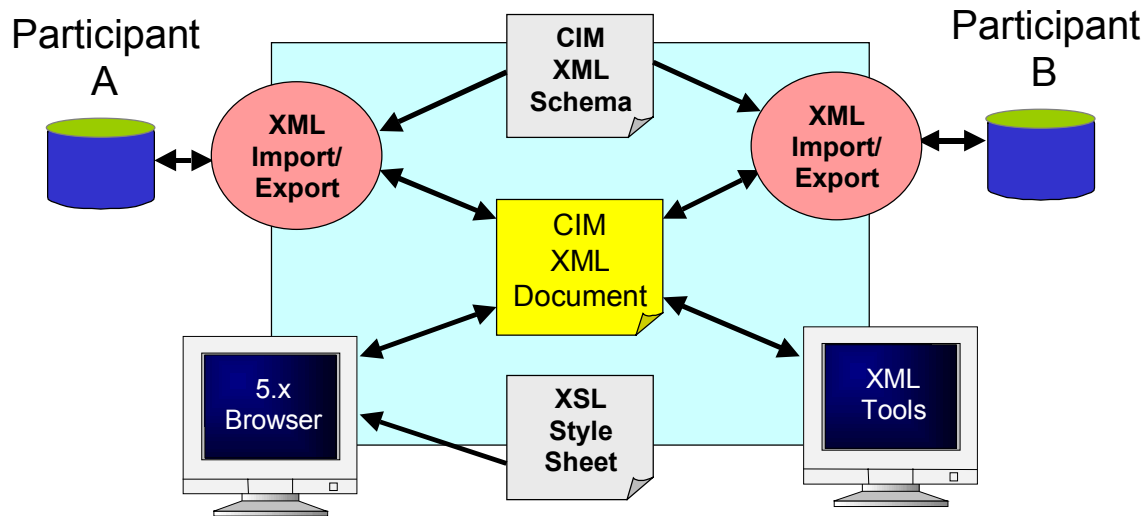 Participant
A
CIM
XML
Schema
Participant
B
XML
Import/
Export
XML
Import/
Export
CIM
XML
Document
5.x
Browser
XSL
Style
Sheet
XML
Tools